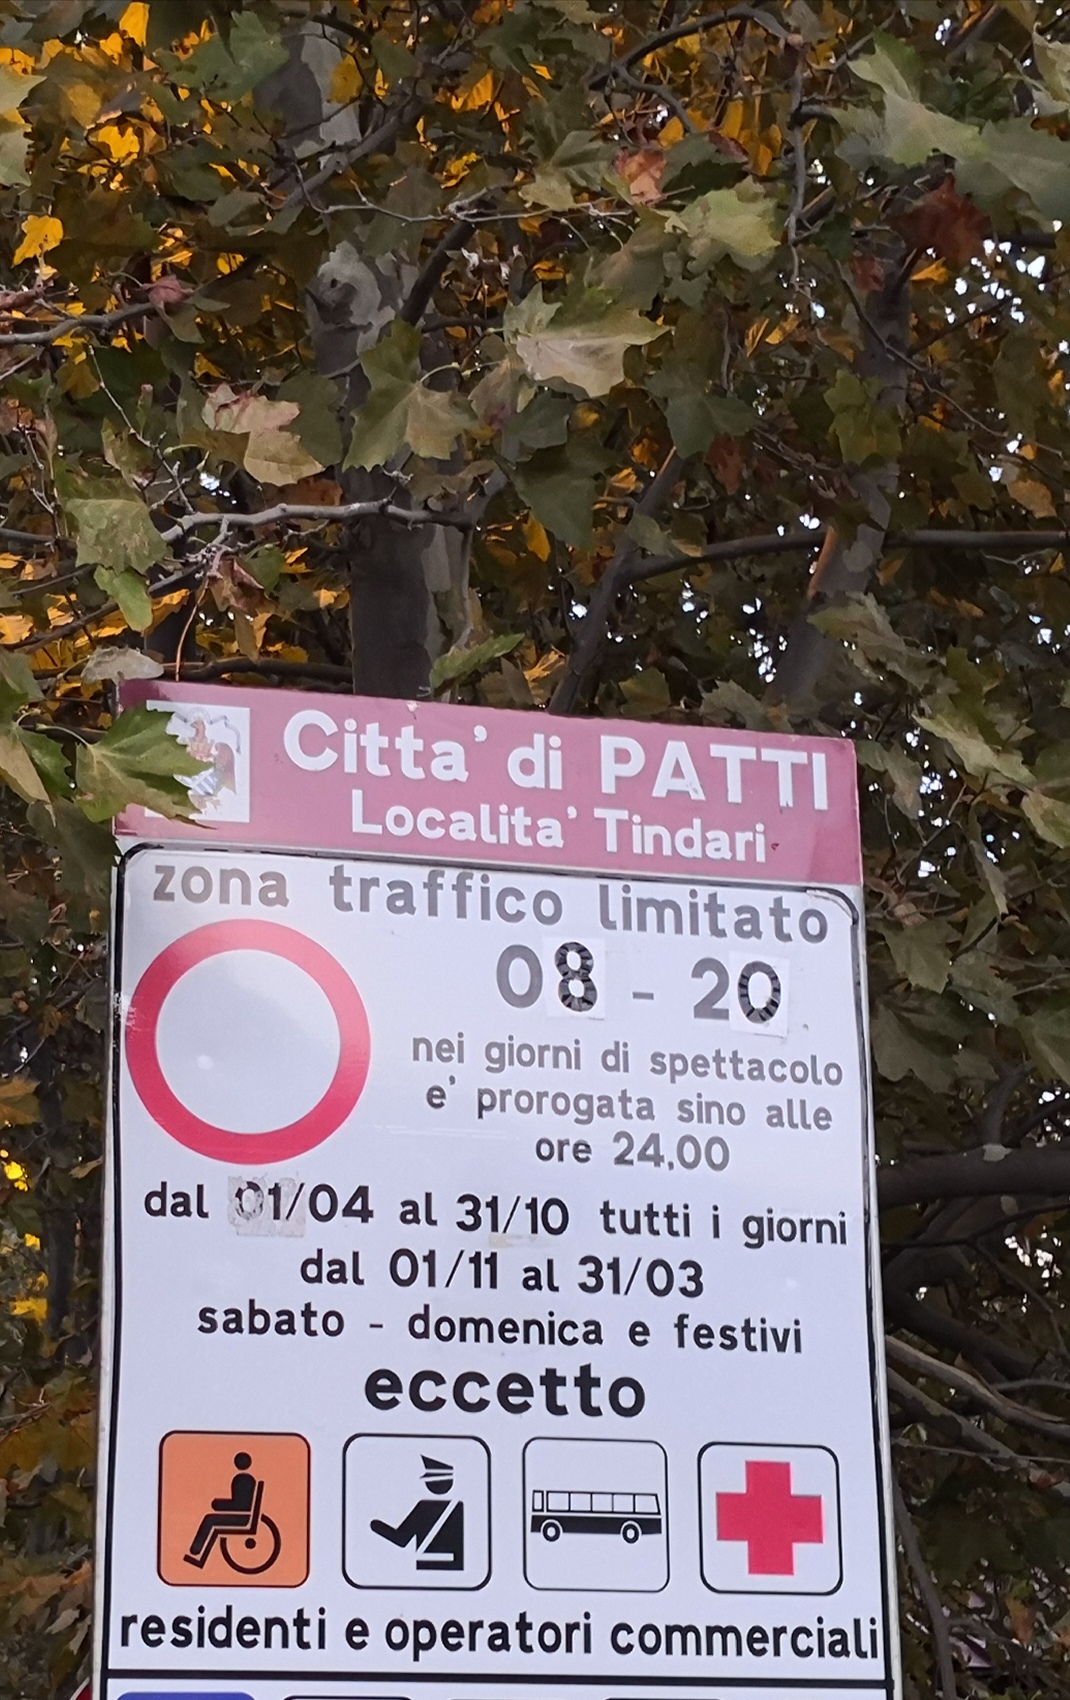 Citta' di PATTI
Localita' Tindari
zona traffico limitato
08 - 20
nei giorni di spettacolo
e' prorogata sino alle
ore 24.00
dal 01/04 al 31/10 tutti i giorni
dal 01/11 al 31/03
sabato - domenica e festivi
eccetto
residenti e operatori commerciali